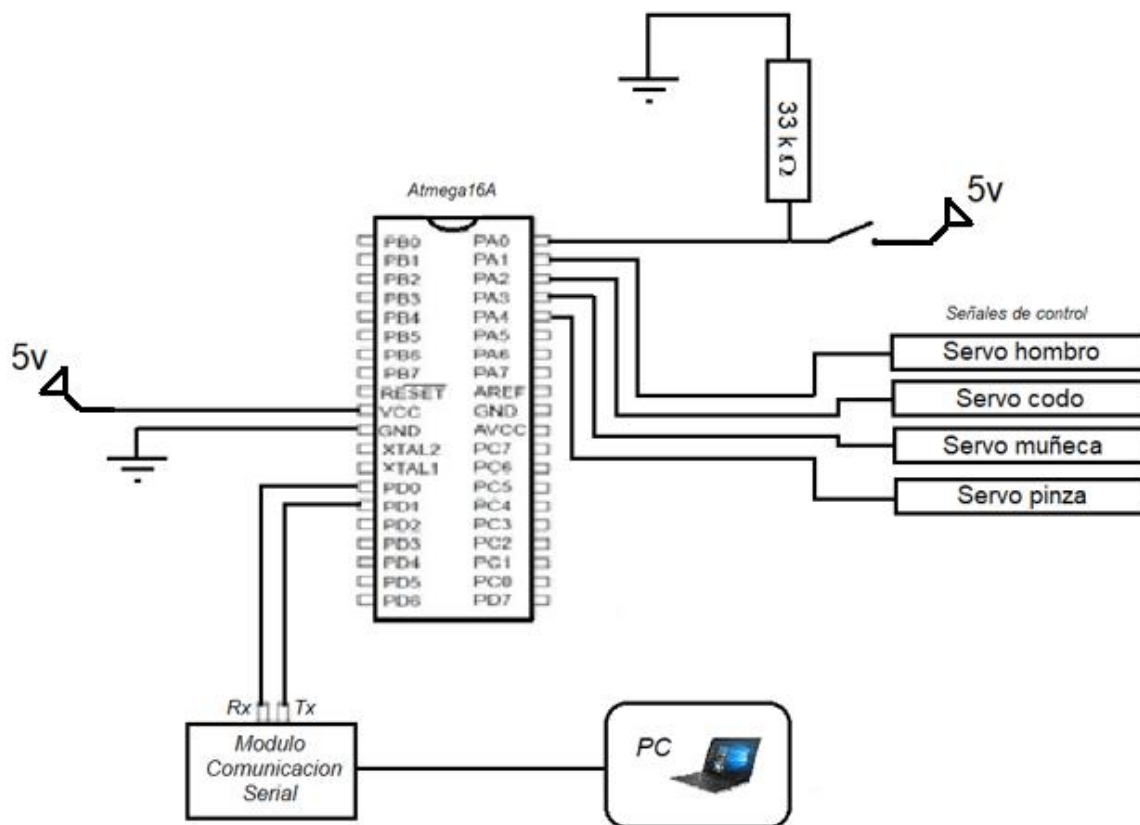 33 k Ω
5v
Atmega16A
PB0 PA0
PB1 PA1
PB2 PA2
PB3 PA3
PB4 PA4
PB5 PA5
PB6 PA6
PB7 PA7
RESET AREF
VCC GND
GND AVCC
XTAL2 PC7
XTAL1 PC6
PD0 PC5
PD1 PC4
PD2 PC3
PD3 PC2
PD4 PC1
PD5 PC0
PD6 PD7
5v
Señales de control
Servo hombro
Servo codo
Servo muñeca
Servo pinza
Rx Tx
Modulo
Comunicacion
Serial
PC